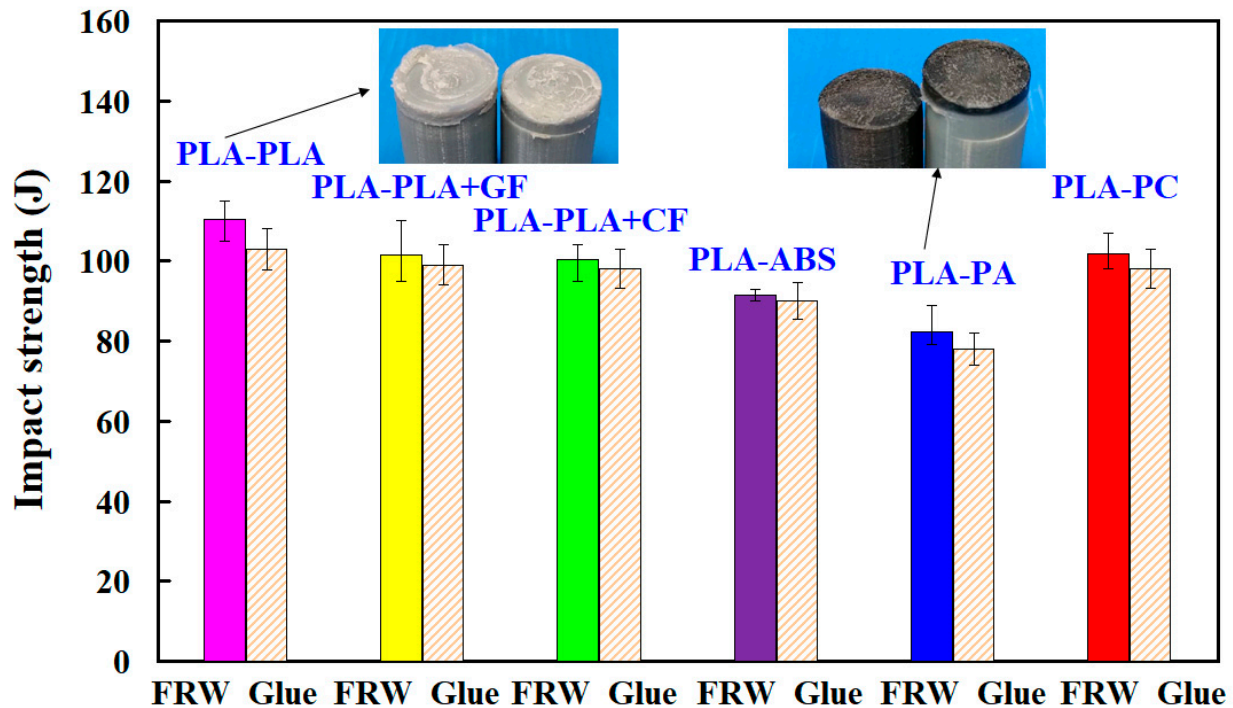 160
140
120
100
80
60
40
20
0
Impact strength (J)
PLA-PLA
PLA-PLA+GF
PLA-PLA+CF
PLA-ABS
PLA-PA
PLA-PC
FRW Glue FRW Glue FRW Glue FRW Glue FRW Glue FRW Glue